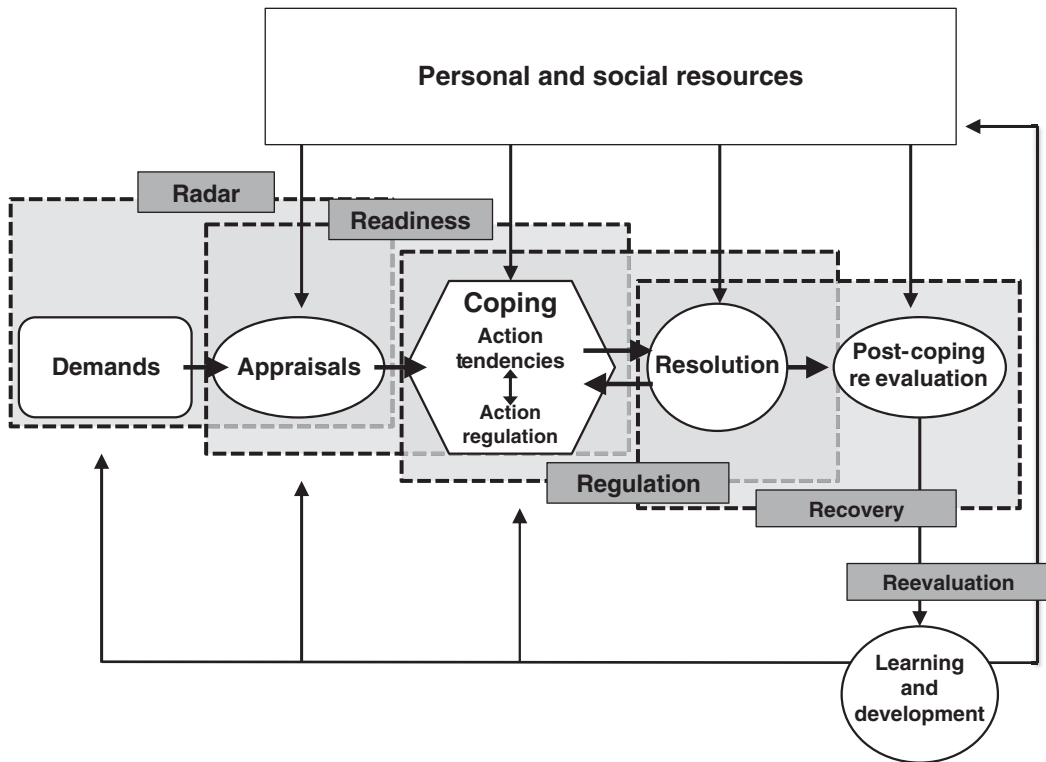 Personal and social resources
Radar
Readiness
Demands
Appraisals
Coping
Action
tendencies
Action
regulation
Resolution
Post-coping
re evaluation
Regulation
Recovery
Reevaluation
Learning
and
development